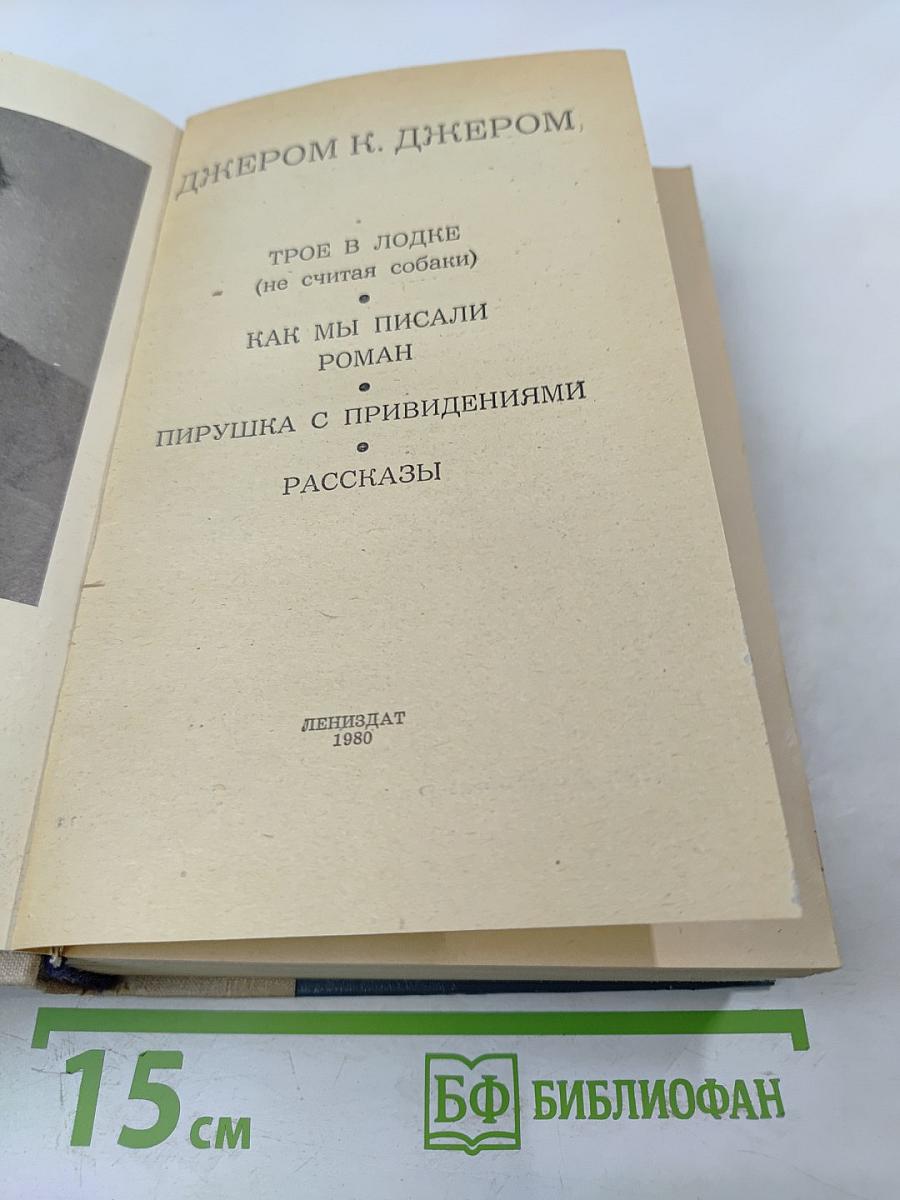 ДЖЕРОМ К. ДЖЕРОМ
ТРОЕ В ЛОДКЕ
(не считая собаки)
•
КАК МЫ ПИСАЛИ
РОМАН
•
ПИРУШКА С ПРИВИДЕНИЯМИ
•
РАССКАЗЫ
ЛЕНИЗДАТ
1980
15 см
БФ БИБЛИОФАН